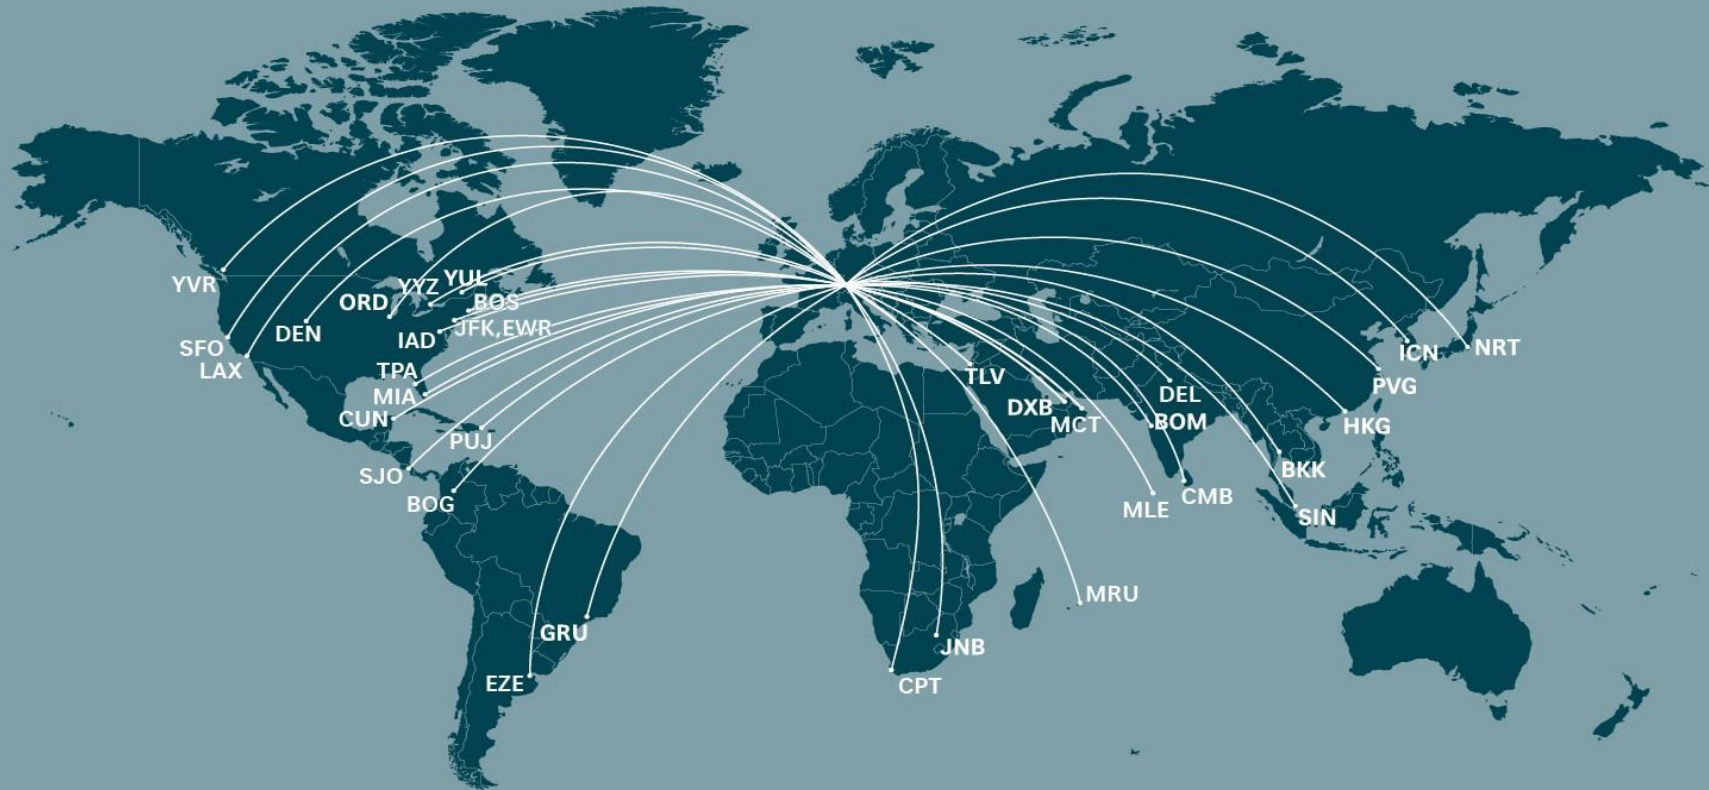 YVR
YUL
YYZ
ORD
BOS
DEN
JFK,EWR
IAD
SFO
LAX
TPA
MIA
CUN
PUJ
SJO
BOG
GRU
EZE
NRT
ICN
TLV
PVG
DEL
DXB
MCT
BOM
HKG
BKK
CMB
MLE
SIN
MRU
JNB
CPT